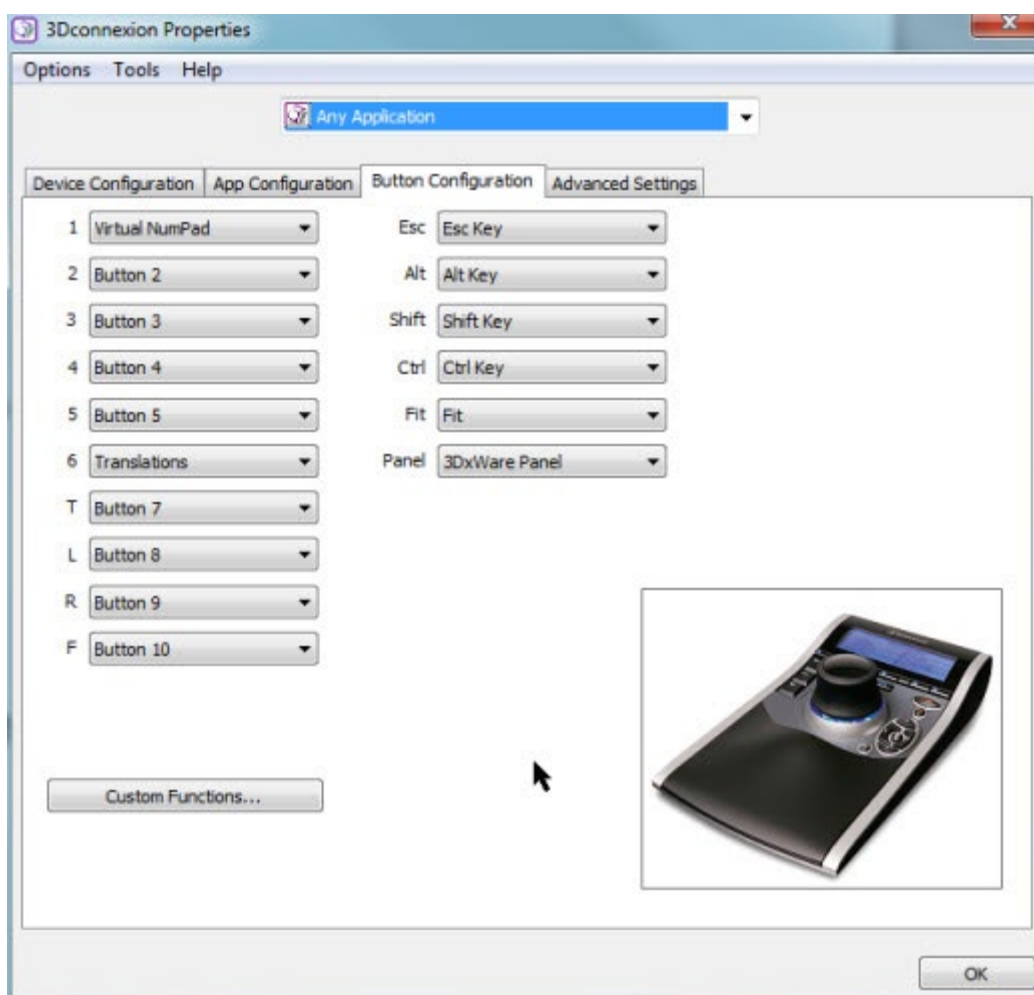 3Dconnexion Properties
Options Tools Help
Any Application
Device Configuration App Configuration Button Configuration Advanced Settings
1 Virtual NumPad Esc Esc Key
2 Button 2 Alt Alt Key
3 Button 3 Shift Shift Key
4 Button 4 Ctrl Ctrl Key
5 Button 5 Fit Fit
6 Translations Panel 3DxWare Panel
T Button 7
L Button 8
R Button 9
F Button 10
Custom Functions...
OK